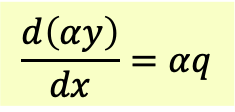 d(αy)/dx = αq